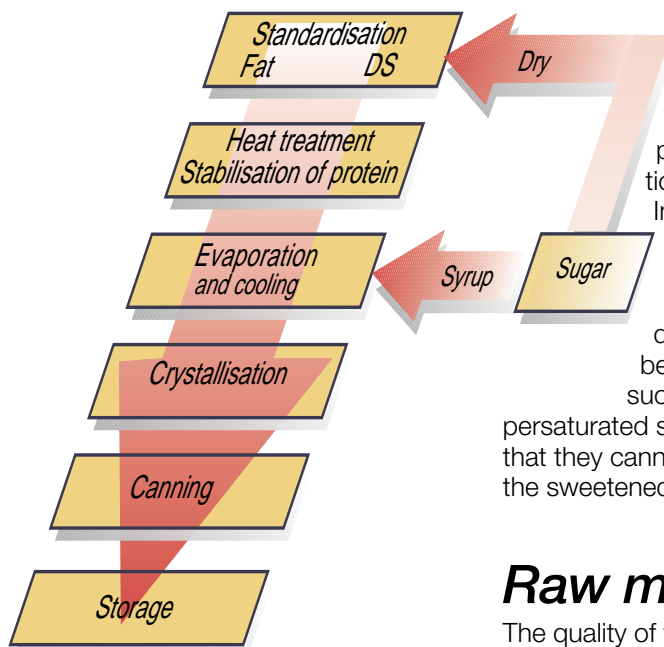 Standardisation
Fat DS
Dry
Heat treatment
Stabilisation of protein
Evaporation
and cooling
Syrup
Sugar
Crystallisation
Canning
Storage
persaturated s
that they cann
the sweetened
Raw m
The quality of